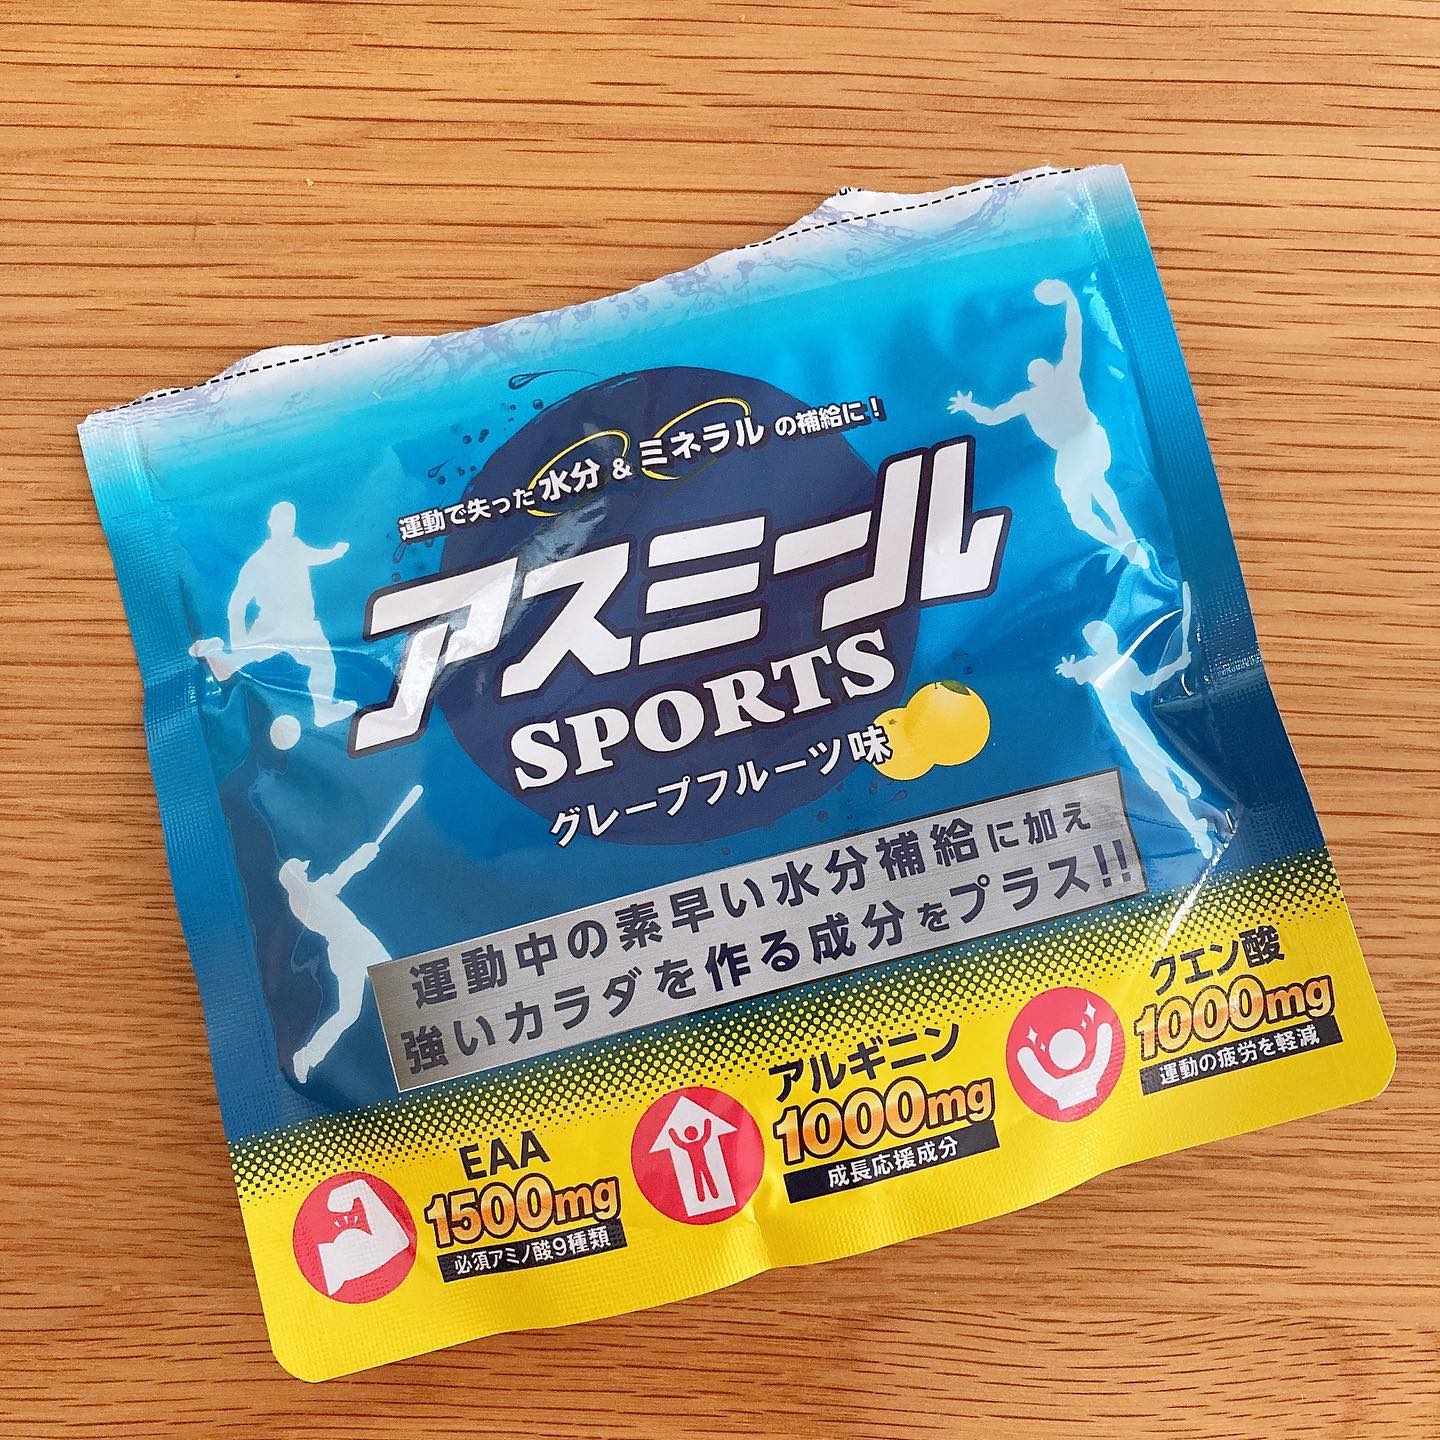 運動で失った 水分 & ミネラル の補給に！
アスミール
SPORTS
グレープフルーツ味
運動中の素早い水分補給に加え
強いカラダを作る成分をプラス!!
EAA
1500mg
必須アミノ酸9種類
アルギニン
1000mg
成長応援成分
クエン酸
1000mg
運動の疲労を軽減